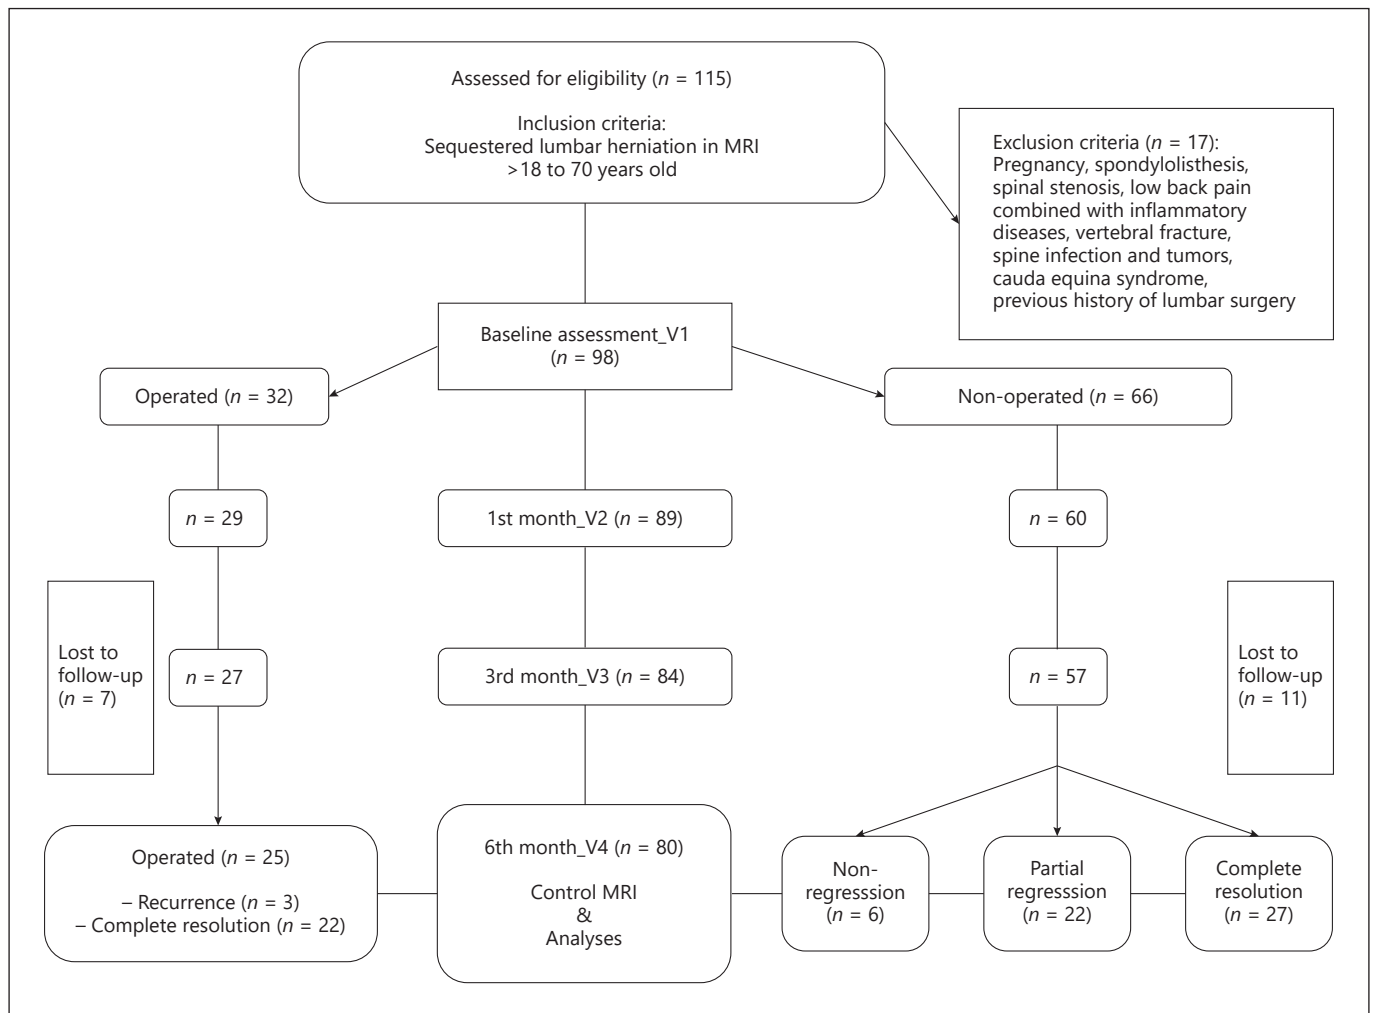 Assessed for eligibility (n = 115)
Inclusion criteria:
Sequestered lumbar herniation in MRI
>18 to 70 years old
Exclusion criteria (n = 17):
Pregnancy, spondylolisthesis,
spinal stenosis, low back pain
combined with inflammatory
diseases, vertebral fracture,
spine infection and tumors,
cauda equina syndrome,
previous history of lumbar surgery
Baseline assessment_V1
(n = 98)
Operated (n = 32)
Non-operated (n = 66)
n = 29
1st month_V2 (n = 89)
n = 60
Lost to
follow-up
(n = 7)
n = 27
3rd month_V3 (n = 84)
n = 57
Lost to
follow-up
(n = 11)
Operated (n = 25)
– Recurrence (n = 3)
– Complete resolution (n = 22)
6th month_V4 (n = 80)
Control MRI
&
Analyses
Non-
regresssion
(n = 6)
Partial
regresssion
(n = 22)
Complete
resolution
(n = 27)